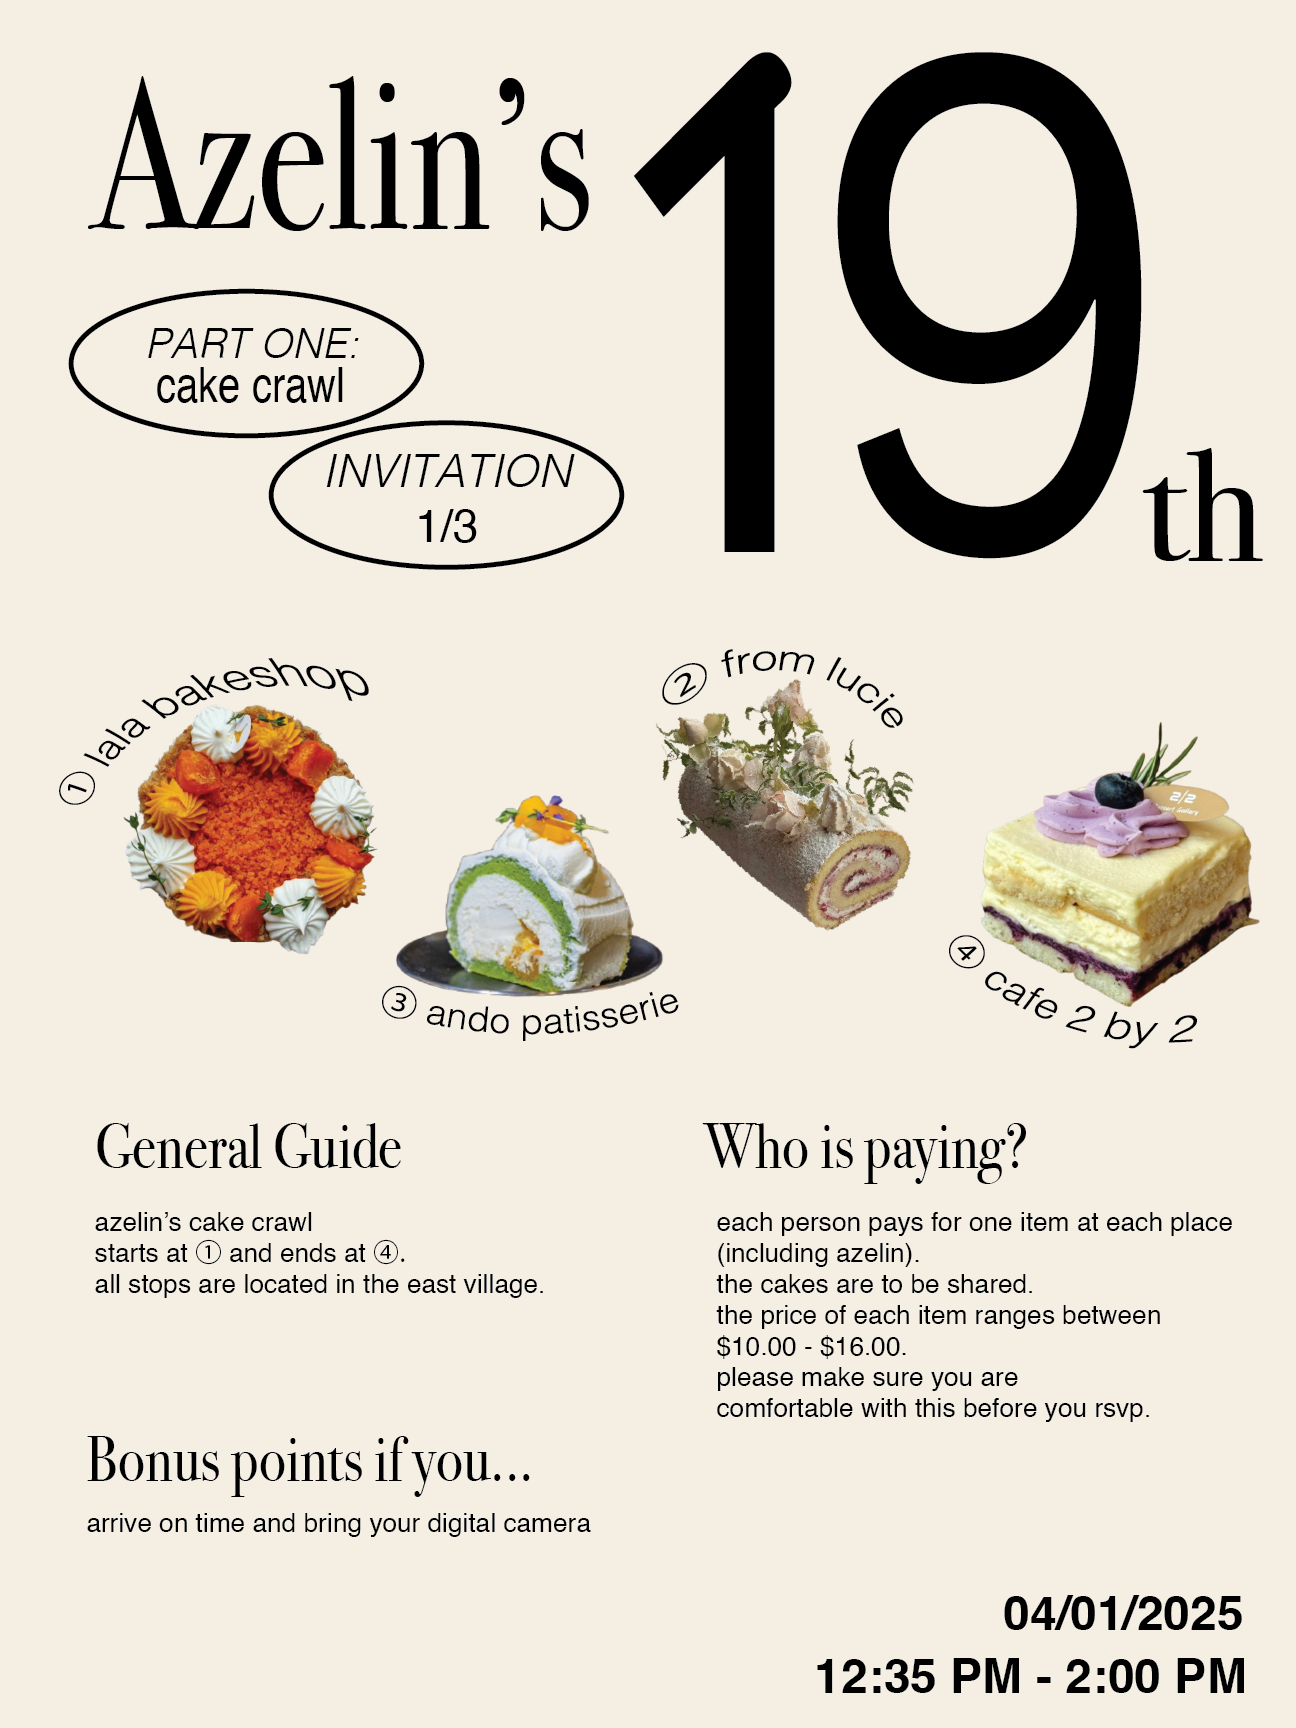 Azelin’s 19th
PART ONE:
cake crawl
INVITATION
1/3
① lala bakeshop
② from lucie
2/2
③ ando patisserie
④ cafe 2 by 2
General Guide
azelin’s cake crawl
starts at ① and ends at ④.
all stops are located in the east village.
Who is paying?
each person pays for one item at each place
(including azelin).
the cakes are to be shared.
the price of each item ranges between
$10.00 - $16.00.
please make sure you are
comfortable with this before you rsvp.
Bonus points if you...
arrive on time and bring your digital camera
04/01/2025
12:35 PM - 2:00 PM